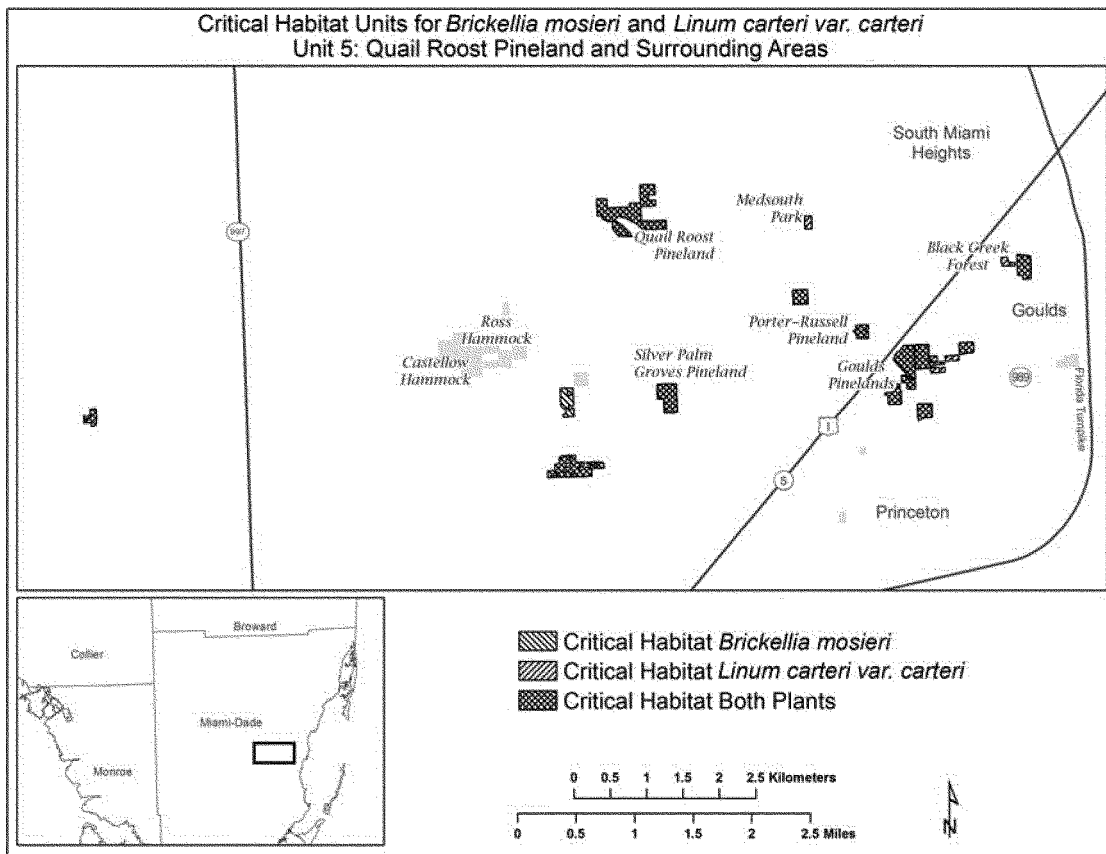 Critical Habitat Units for Brickellia mosieri and Linum carteri var. carteri
Unit 5: Quail Roost Pineland and Surrounding Areas
South Miami
Heights
Medsouth
Park
997
Quail Roost
Pineland
Black Greek
Forest
Goulds
Ross
Hammock
Porter-Russell
Pineland
Castellow
Hammock
Silver Palm
Groves Pineland
Goulds
Pinelands
989
Florida Turnpike
1
5
Princeton
Broward
Collier
Miami-Dade
Monroe
Critical Habitat Brickellia mosieri
Critical Habitat Linum carteri var. carteri
Critical Habitat Both Plants
0 0.5 1 1.5 2 2.5 Kilometers
0 0.5 1 1.5 2 2.5 Miles
N